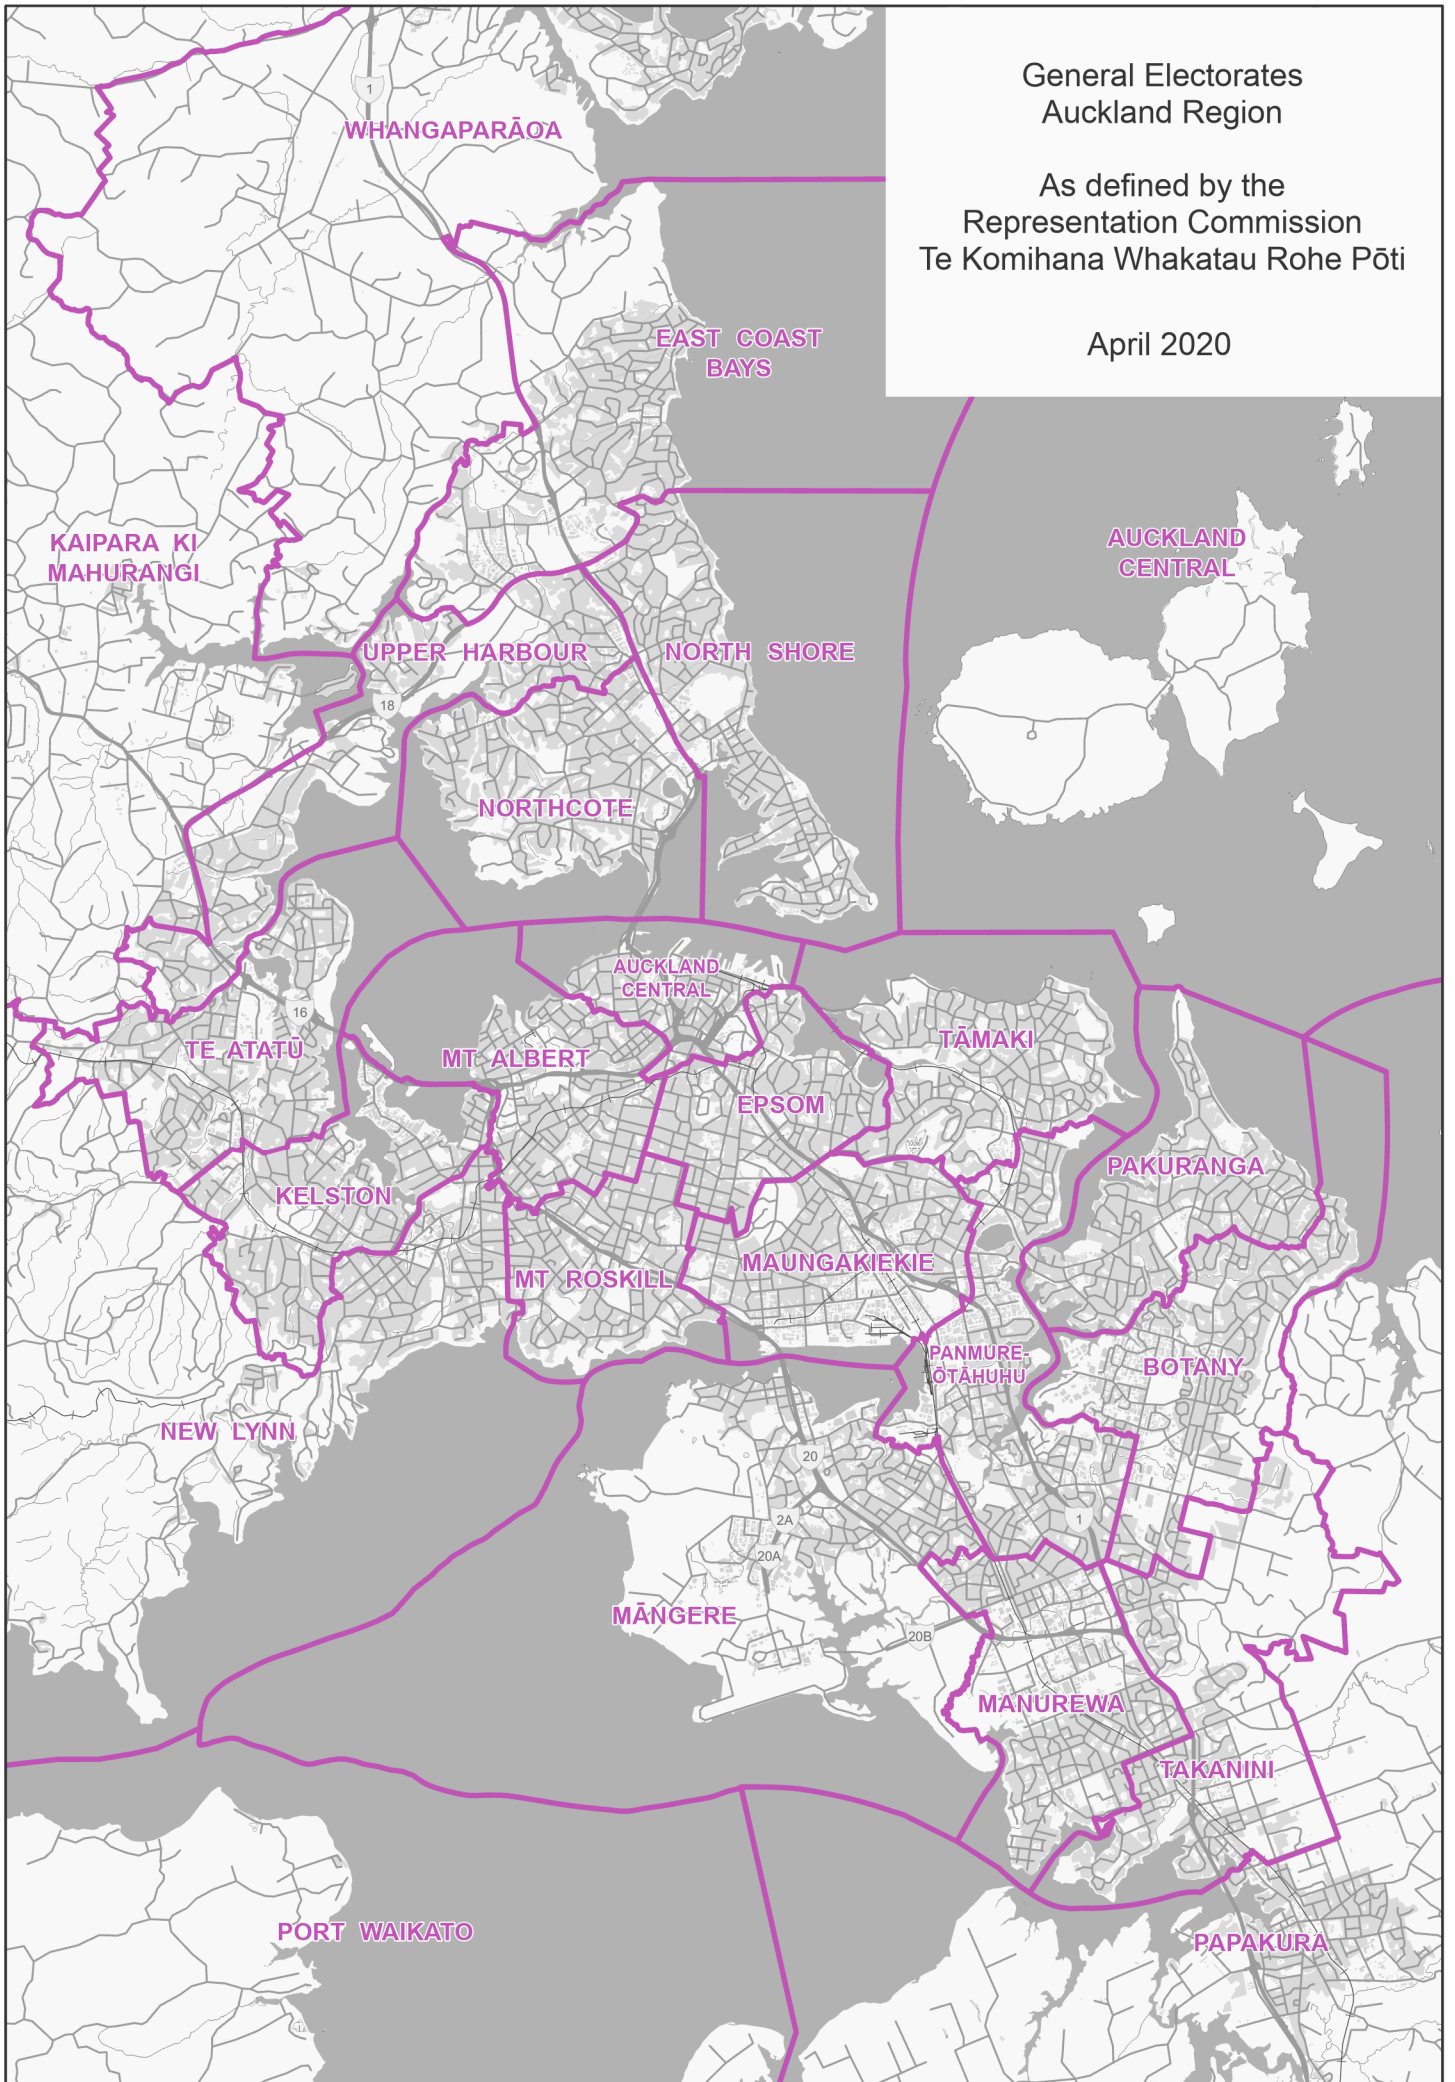 General Electorates
Auckland Region
As defined by the
Representation Commission
Te Komihana Whakatau Rohe Pōti
April 2020
1
WHANGAPARĀOA
EAST COAST
BAYS
KAIPARA KI
MAHURANGI
AUCKLAND
CENTRAL
UPPER HARBOUR
NORTH SHORE
18
NORTHCOTE
AUCKLAND
CENTRAL
16
TE ATATŪ
MT ALBERT
TĀMAKI
EPSOM
PAKURANGA
KELSTON
MT ROSKILL
MAUNGAKIEKIE
PANMURE-
ŌTĀHUHU
BOTANY
NEW LYNN
20
2A
1
20A
MĀNGERE
20B
MANUREWA
TAKANINI
PORT WAIKATO
PAPAKURA